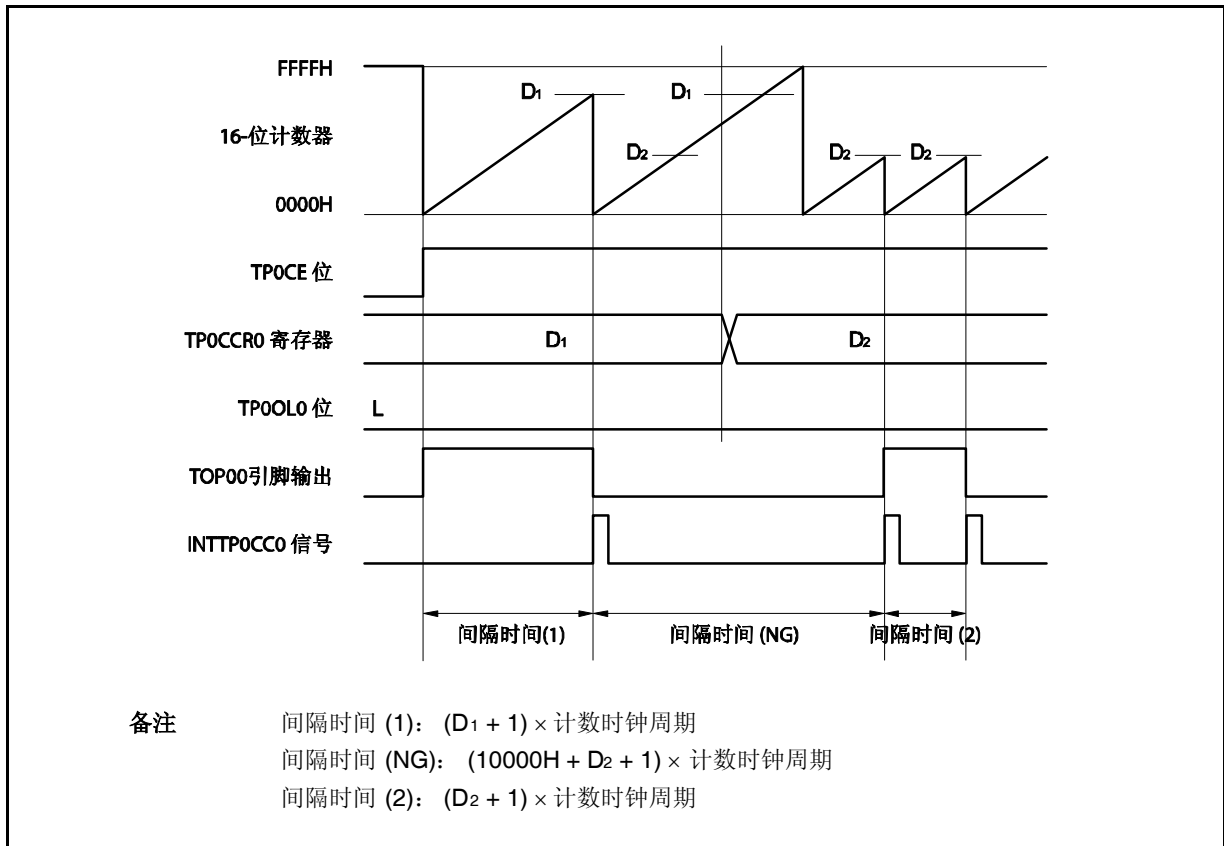 FFFFH
D1 D1
16-位计数器
D2 D2 D2
0000H
TP0CE 位
TP0CCR0 寄存器 D1 D2
TP0OL0 位 L
TOP00引脚输出
INTTP0CC0 信号
间隔时间(1) 间隔时间 (NG) 间隔时间 (2)
备注 间隔时间 (1): (D1 + 1) × 计数时钟周期
间隔时间 (NG): (10000H + D2 + 1) × 计数时钟周期
间隔时间 (2): (D2 + 1) × 计数时钟周期